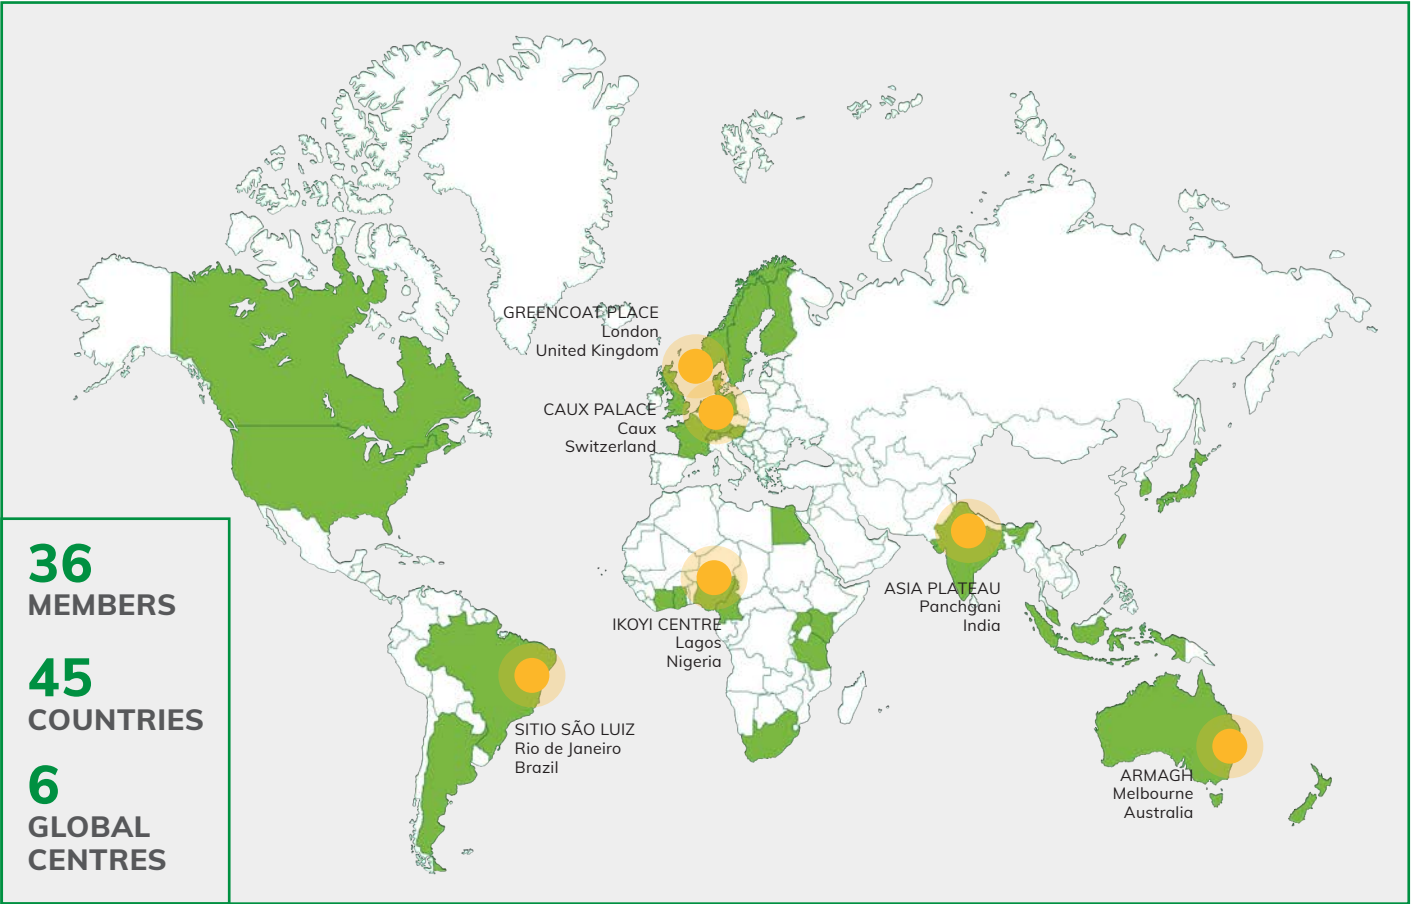 GREENCOAT PLACE
London
United Kingdom
CAUX PALACE
Caux
Switzerland
ASIA PLATEAU
Panchgani
India
IKOYI CENTRE
Lagos
Nigeria
SITIO SÃO LUIZ
Rio de Janeiro
Brazil
ARMAGH
Melbourne
Australia
36
MEMBERS
45
COUNTRIES
6
GLOBAL
CENTRES